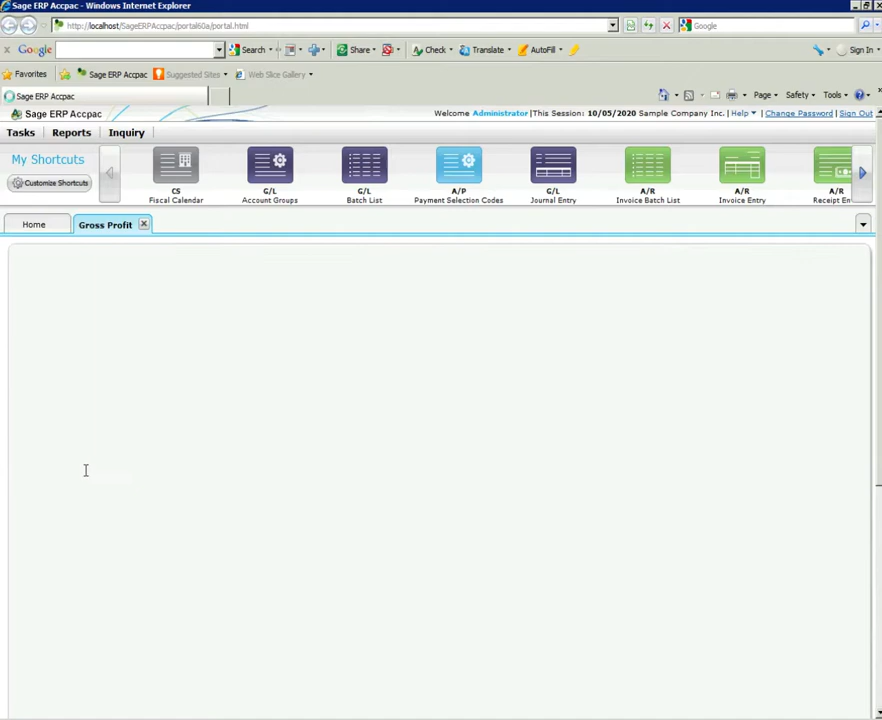 Sage ERP Accpac - Windows Internet Explorer
http://localhost/SageERPAccpac/portal60a/portal.html
Google
x Google Search Share Check Translate AutoFill Sign In
Favorites Sage ERP Accpac Suggested Sites Web Slice Gallery
Sage ERP Accpac Page Safety Tools
Sage ERP Accpac Welcome Administrator |This Session: 10/05/2020 Sample Company Inc. |Help | Change Password| Sign Out
Tasks Reports Inquiry
My Shortcuts
Customize Shortcuts
CS G/L G/L A/P G/L A/R A/R A/R
Fiscal Calendar Account Groups Batch List Payment Selection Codes Journal Entry Invoice Batch List Invoice Entry Receipt En
Home Gross Profit